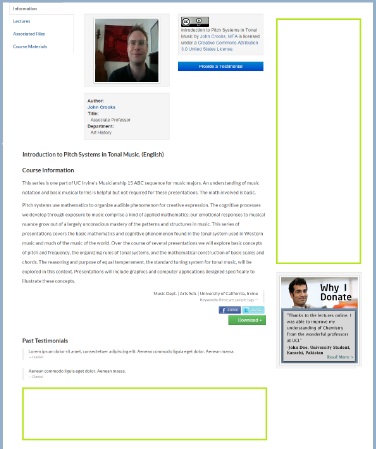 Information
Lectures
Associated Files
Course Materials
Introduction to Pitch Systems in Tonal
Music by John Crooks, MFA is licensed
under a Creative Commons Attribution
3.0 United States License.
Provide a Testimonial
Author:
John Crooks
Title:
Associate Professor
Department:
Art History
Introduction to Pitch Systems in Tonal Music. (English)
Course Information
This series is one part of UC Irvine's Musicianship 15 ABC sequence for music majors. An understanding of music
notation and basic musical terms is helpful but not required for these presentations. The math involved is basic.
Pitch systems use mathematics to organize audible phenomenon for creative expression. The cognitive processes
we develop through exposure to music comprise a kind of applied mathematics; our emotional responses to musical
nuance grow out of a largely unconscious mastery of the patterns and structures in music. This series of
presentations covers the basic mathematics and cognitive phenomenon found in the tonal system used in Western
music and much of the music of the world. Over the course of several presentations we will explore basic concepts
of pitch and frequency, the organizing rules of tonal systems, and the mathematical construction of basic scales and
chords. The reasoning and purpose of equal temperament, the standard tuning system for tonal music, will be
explored in this context. Presentations will include graphics and computer applications designed specifically to
illustrate these concepts.
Music Dept. | Arts Arts | University of California, Irvine
Download »
Past Testimonials
Lorem ipsum dolor sit amet, consectetuer adipiscing elit. Aenean commodo ligula eget dolor. Aenean massa.
Aenean commodo ligula eget dolor. Aenean massa.
Why I
Donate
"Thanks to the lectures online I
was able to improve my
understanding of Chemistry
from the wonderful professors
at UCI"
-John Doe, University Student,
Karachi, Pakistan
Read More »